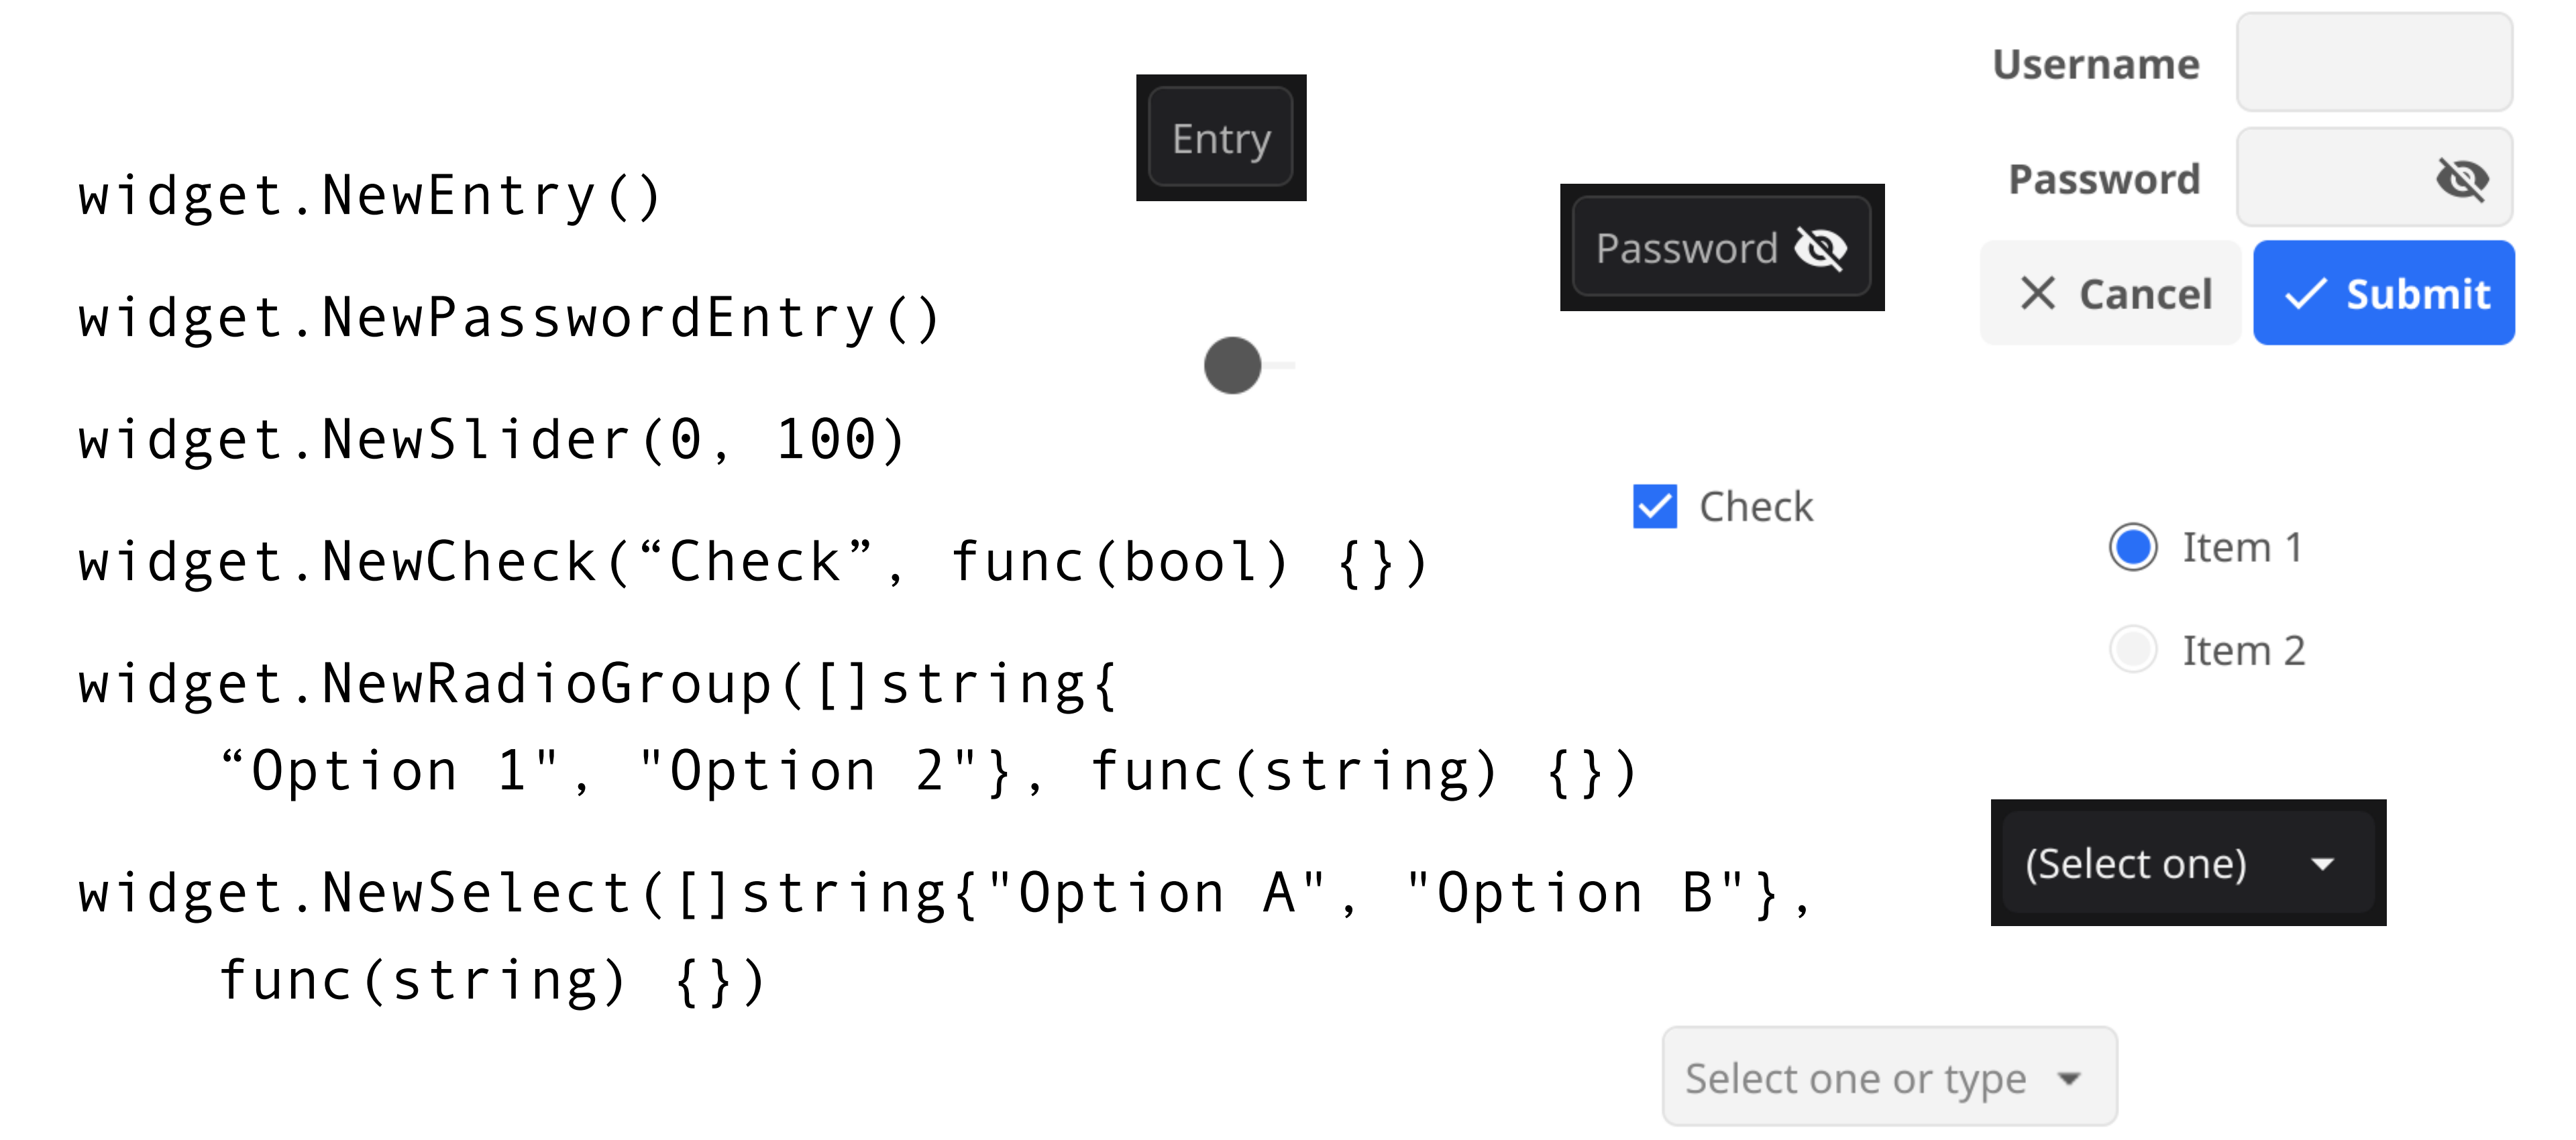 widget.NewEntry()
widget.NewPasswordEntry()
widget.NewSlider(0, 100)
widget.NewCheck(“Check”, func(bool) {})
widget.NewRadioGroup([]string{
“Option 1", "Option 2"}, func(string) {})
widget.NewSelect([]string{"Option A", "Option B"},
func(string) {})
Entry
Password
Username
Password
Cancel
Submit
Check
Item 1
Item 2
(Select one)
Select one or type